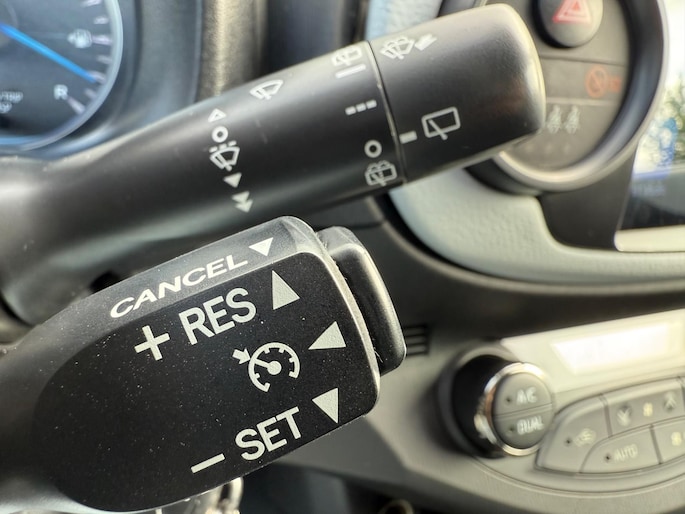 CANCEL
+ RES
- SET
R
A/C
DUAL
AUTO